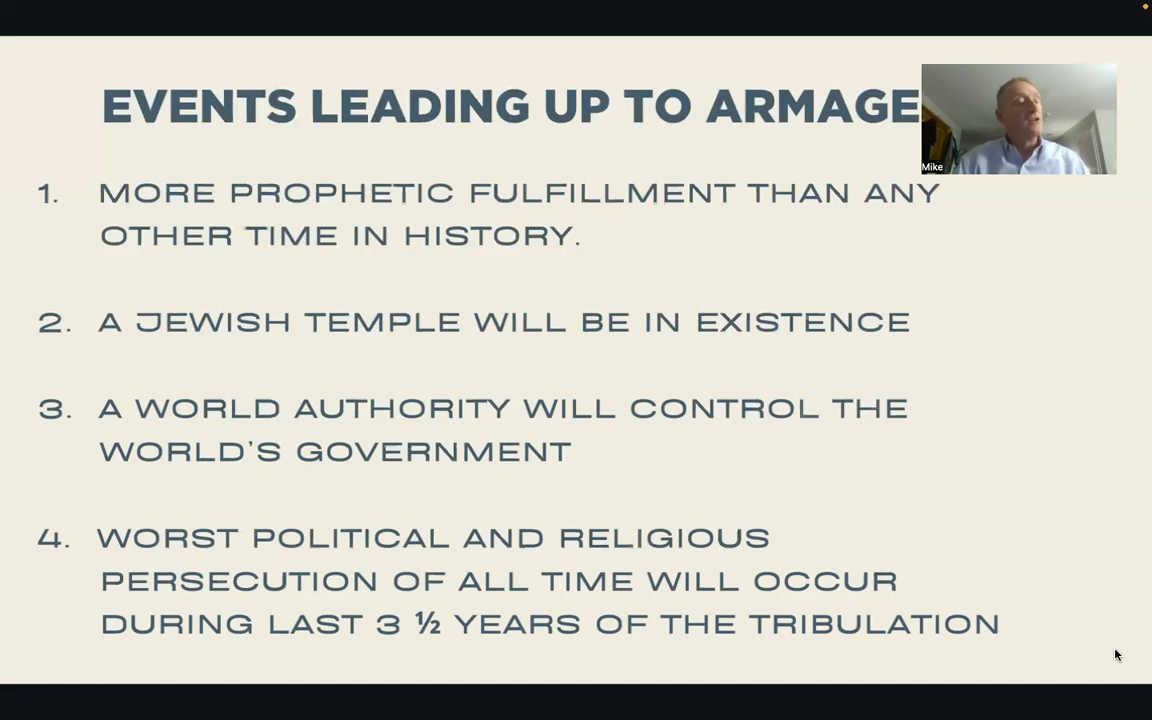 EVENTS LEADING UP TO ARMAGE
Mike
1. MORE PROPHETIC FULFILLMENT THAN ANY
OTHER TIME IN HISTORY.
2. A JEWISH TEMPLE WILL BE IN EXISTENCE
3. A WORLD AUTHORITY WILL CONTROL THE
WORLD'S GOVERNMENT
4. WORST POLITICAL AND RELIGIOUS
PERSECUTION OF ALL TIME WILL OCCUR
DURING LAST 3 ½ YEARS OF THE TRIBULATION